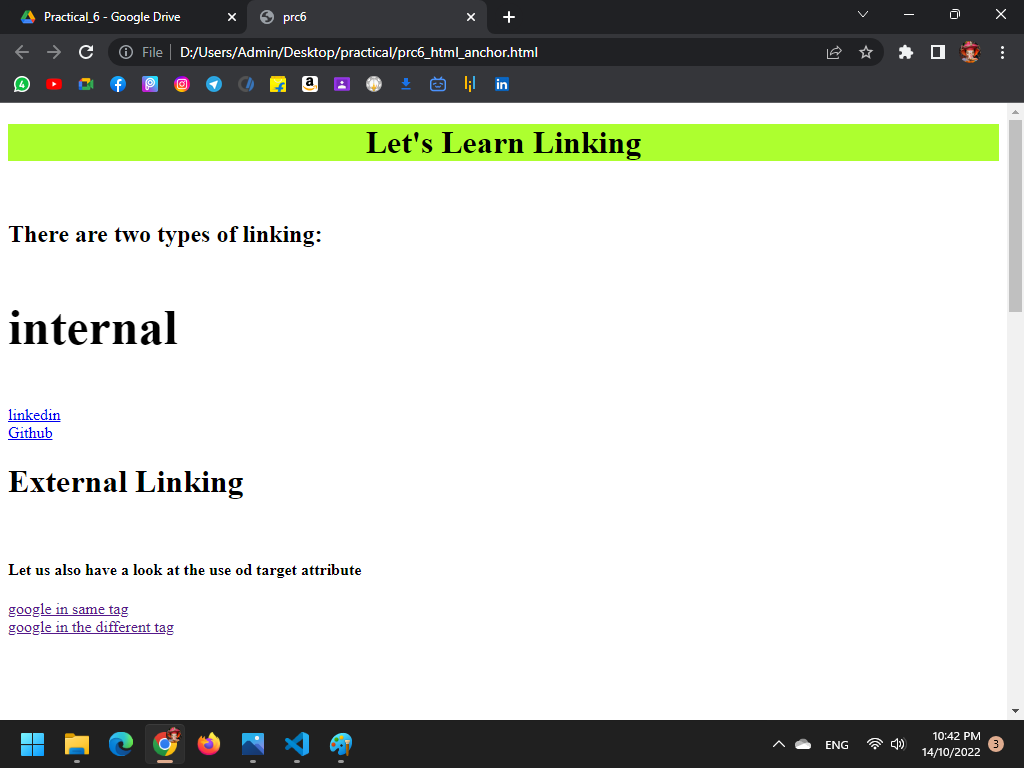 Practical_6 - Google Drive
prc6
File
D:/Users/Admin/Desktop/practical/prc6_html_anchor.html
4
a
in
Let's Learn Linking
There are two types of linking:
internal
linkedin
Github
External Linking
Let us also have a look at the use od target attribute
google in same tag
google in the different tag
ENG
10:42 PM
14/10/2022
3